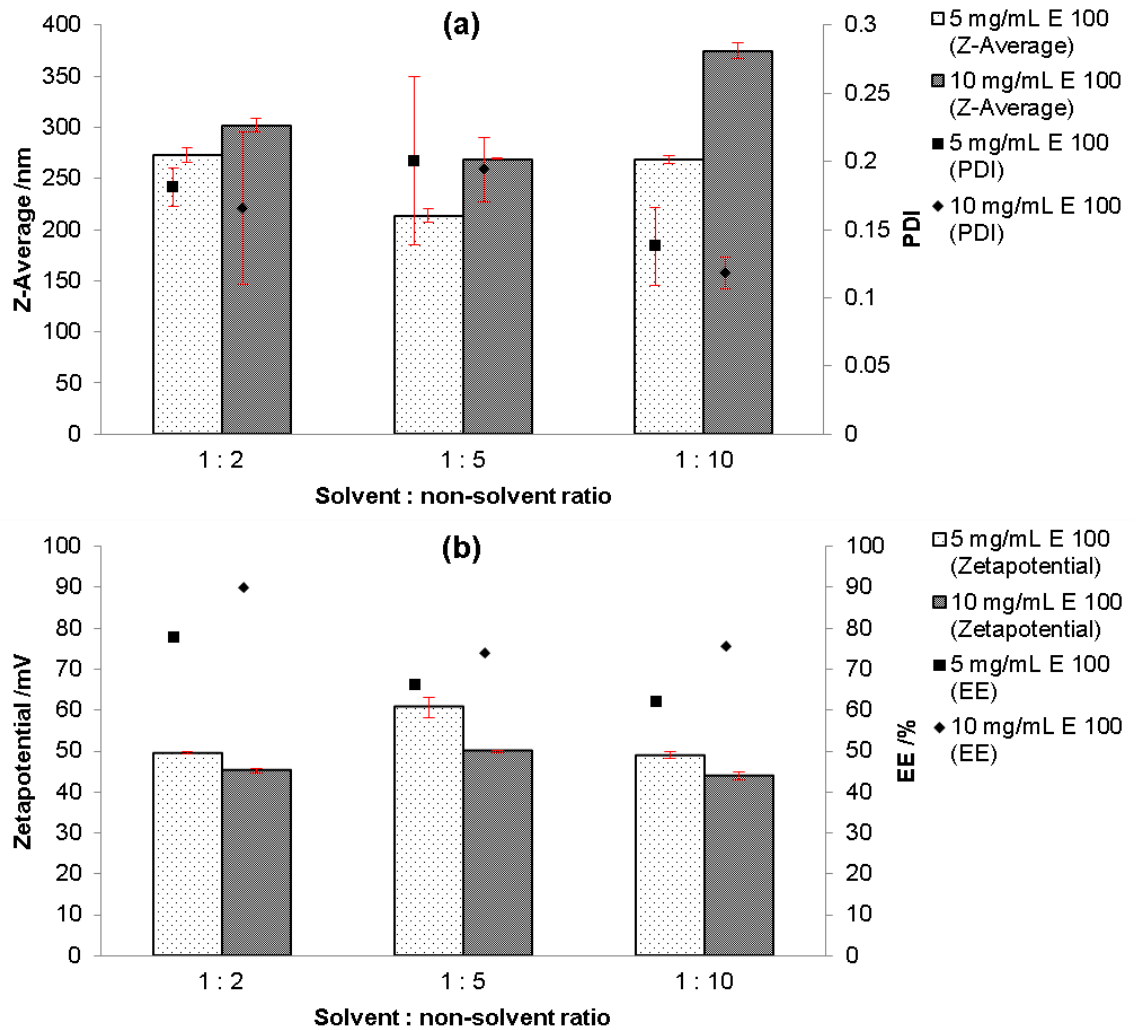 (a)
400
350
300
250
200
150
100
50
0
Z-Average /nm
0.3
0.25
0.2
0.15
0.1
0.05
0
PDI
1 : 2
1 : 5
1 : 10
Solvent : non-solvent ratio
5 mg/mL E 100
(Z-Average)
10 mg/mL E 100
(Z-Average)
5 mg/mL E 100
(PDI)
10 mg/mL E 100
(PDI)
(b)
100
90
80
70
60
50
40
30
20
10
0
Zetapotential /mV
100
90
80
70
60
50
40
30
20
10
0
EE /%
1 : 2
1 : 5
1 : 10
Solvent : non-solvent ratio
5 mg/mL E 100
(Zetapotential)
10 mg/mL E 100
(Zetapotential)
5 mg/mL E 100
(EE)
10 mg/mL E 100
(EE)